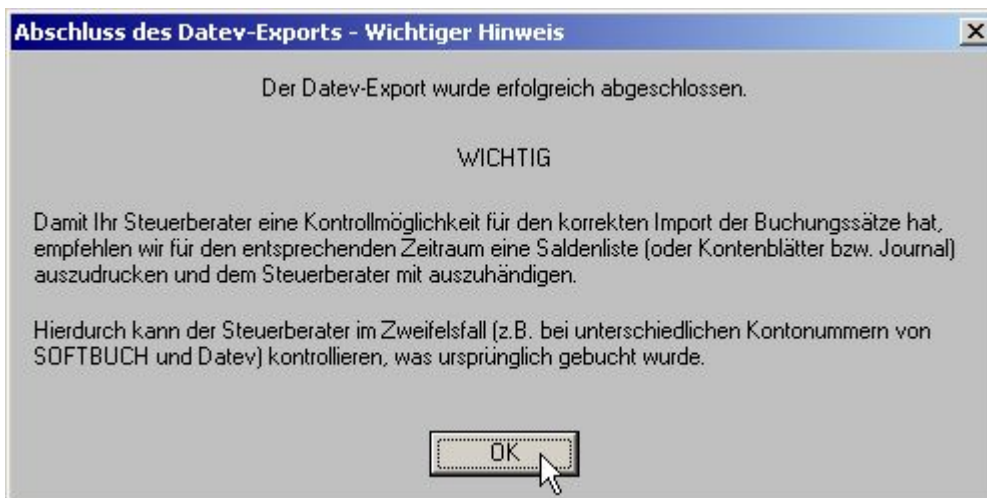 Abschluss des Datev-Exports - Wichtiger Hinweis
Der Datev-Export wurde erfolgreich abgeschlossen.
WICHTIG
Damit Ihr Steuerberater eine Kontrollmöglichkeit für den korrekten Import der Buchungssätze hat,
empfehlen wir für den entsprechenden Zeitraum eine Saldenliste (oder Kontenblätter bzw. Journal)
auszudrucken und dem Steuerberater mit auszuhändigen.
Hierdurch kann der Steuerberater im Zweifelsfall (z.B. bei unterschiedlichen Kontonummern von
SOFTBUCH und Datev) kontrollieren, was ursprünglich gebucht wurde.
OK